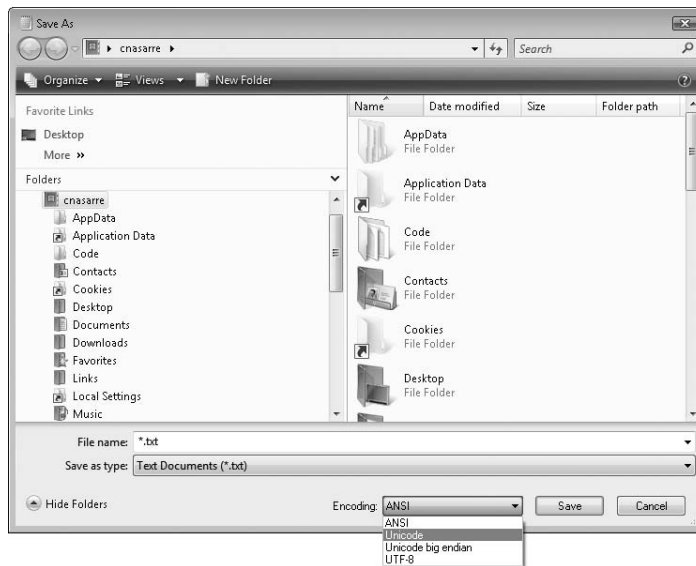 Save As
cnasarre
Search
Organize Views New Folder
?
Favorite Links
Desktop
More »
Folders
cnasarre
AppData
Application Data
Code
Contacts
Cookies
Desktop
Documents
Downloads
Favorites
Links
Local Settings
Music
Name Date modified Size Folder path
AppData
File Folder
Application Data
File Folder
Code
File Folder
Contacts
File Folder
Cookies
File Folder
Desktop
File Folder
File name: *.txt
Save as type: Text Documents (*.txt)
Hide Folders Encoding: ANSI Save Cancel
ANSI
Unicode
Unicode big endian
UTF-8